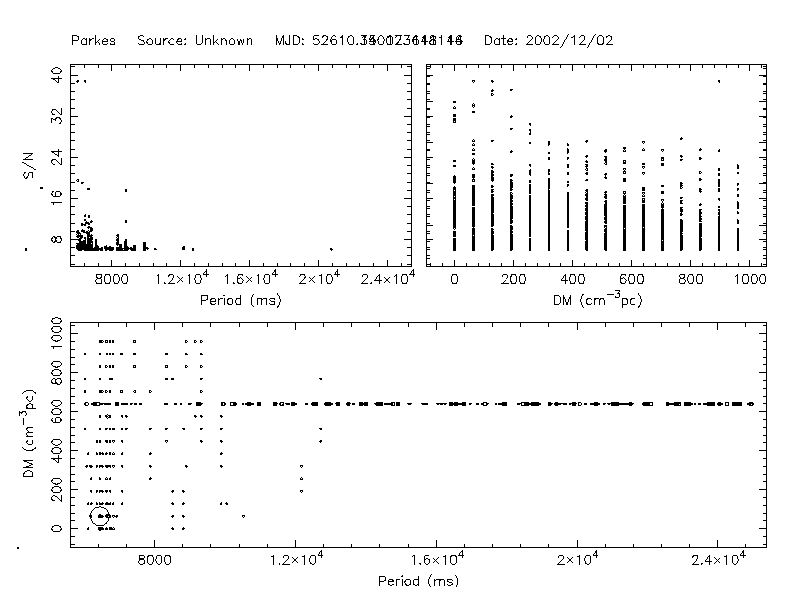 Parkes Source: Unknown MJD: Date: 2002/12/02
40
32
24
16
8
S/N
8000 1.2×10⁴ 1.6×10⁴ 2×10⁴ 2.4×10⁴
Period (ms)
0 200 400 600 800 1000
DM (cm⁻³pc)
1000
800
600
400
200
0
DM (cm⁻³pc)
8000 1.2×10⁴ 1.6×10⁴ 2×10⁴ 2.4×10⁴
Period (ms)